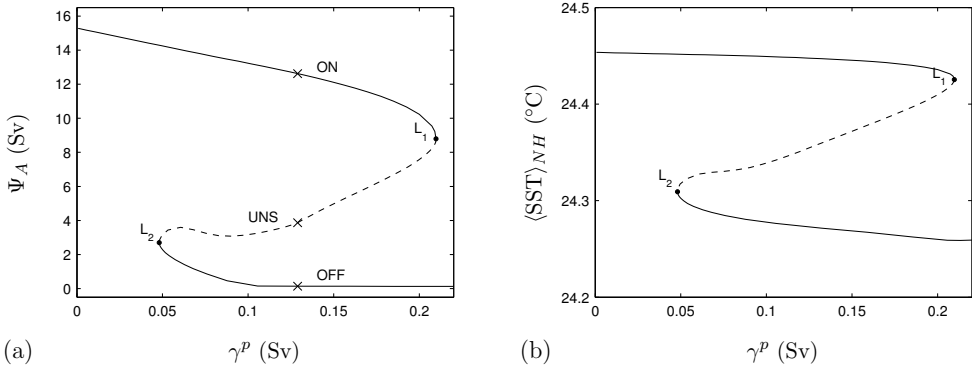 16
14
12
10
8
6
4
2
0
Ψ_A (Sv)
ON
L_1
UNS
L_2
OFF
0
0.05
0.1
0.15
0.2
(a)
γ^p (Sv)
24.5
24.4
24.3
24.2
⟨SST⟩_NH (°C)
L_1
L_2
0
0.05
0.1
0.15
0.2
(b)
γ^p (Sv)